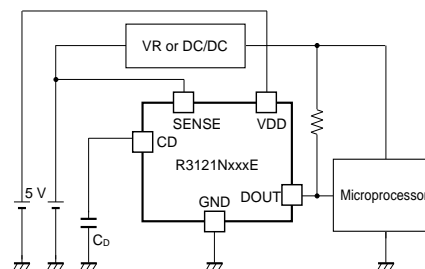 VR or DC/DC
SENSE
VDD
CD
R3121NxxxE
5 V
GND
DOUT
Microprocessor
CD